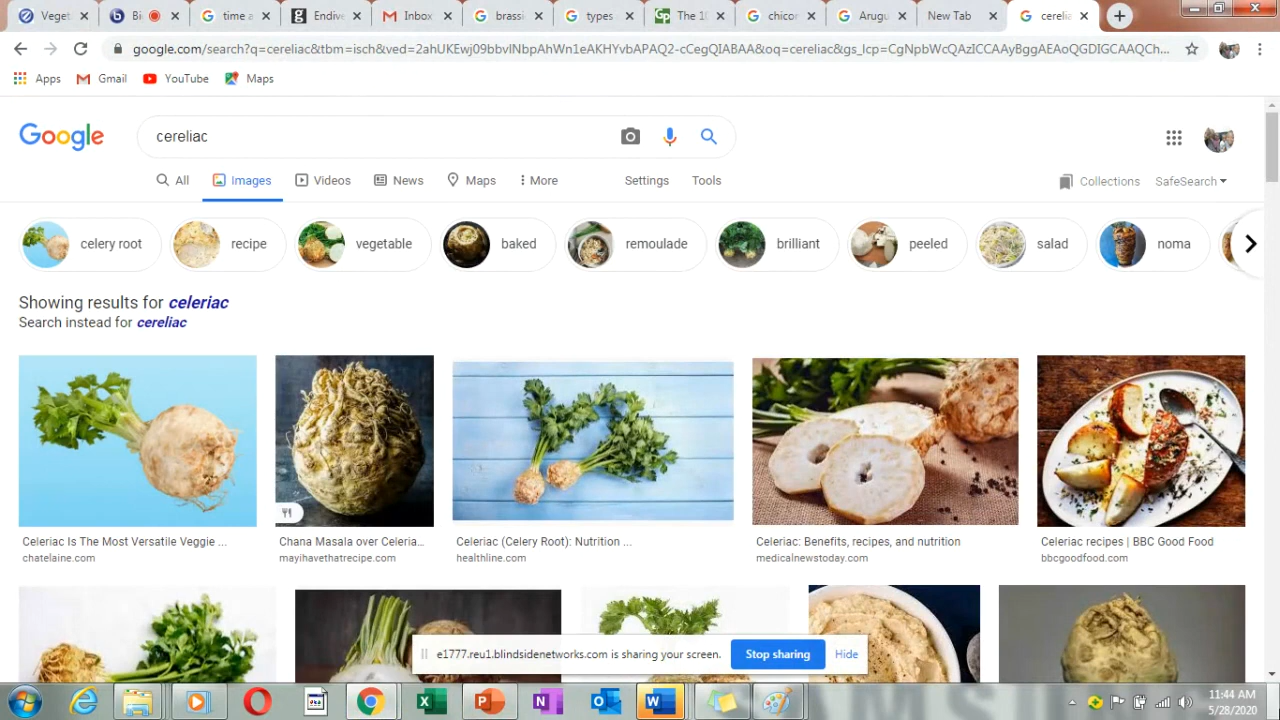 Veget
Bi
time a
Endive
Inbox
brassi
types
The 10
chicor
Arugu
New Tab
cerelia
google.com/search?q=cereliac&tbm=isch&ved=2ahUKEwj09bbvlNbpAhWn1eAKHYvbAPAQ2-cCegQIABAA&oq=cereliac&gs_lcp=CgNpbWcQAzICCAAyBggAEAoQGDIGCAAQCh...
Apps
Gmail
YouTube
Maps
Google
cereliac
All
Images
Videos
News
Maps
More
Settings
Tools
Collections
SafeSearch
celery root
recipe
vegetable
baked
remoulade
brilliant
peeled
salad
noma
Showing results for celeriac
Search instead for cereliac
Celeriac Is The Most Versatile Veggie ...
chatelaine.com
Chana Masala over Celeria...
mayihavethatrecipe.com
Celeriac (Celery Root): Nutrition ...
healthline.com
Celeriac: Benefits, recipes, and nutrition
medicalnewstoday.com
Celeriac recipes | BBC Good Food
bbcgoodfood.com
e1777.reu1.blindsidenetworks.com is sharing your screen.
Stop sharing
Hide
11:44 AM
5/28/2020